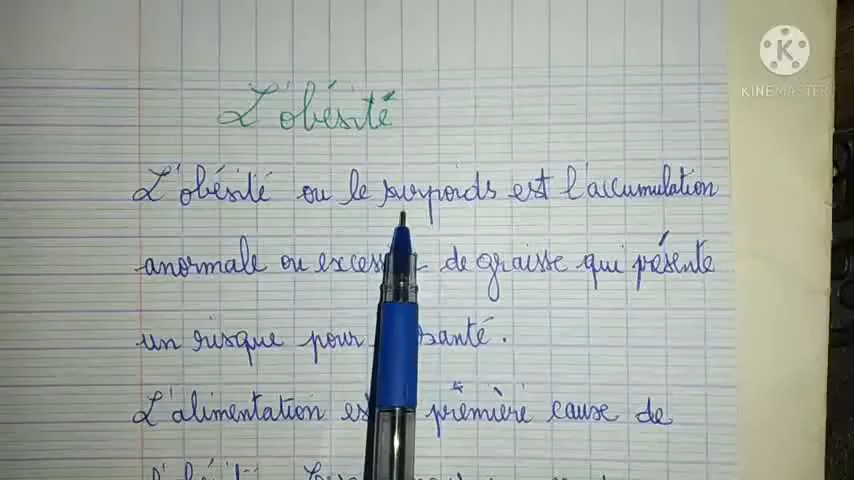 KINEMASTER
L'obésité
L'obésité ou le surpoids est l'accumulation
anormale ou de graisse qui présente
un risque pour santé.
L'alimentation cause de